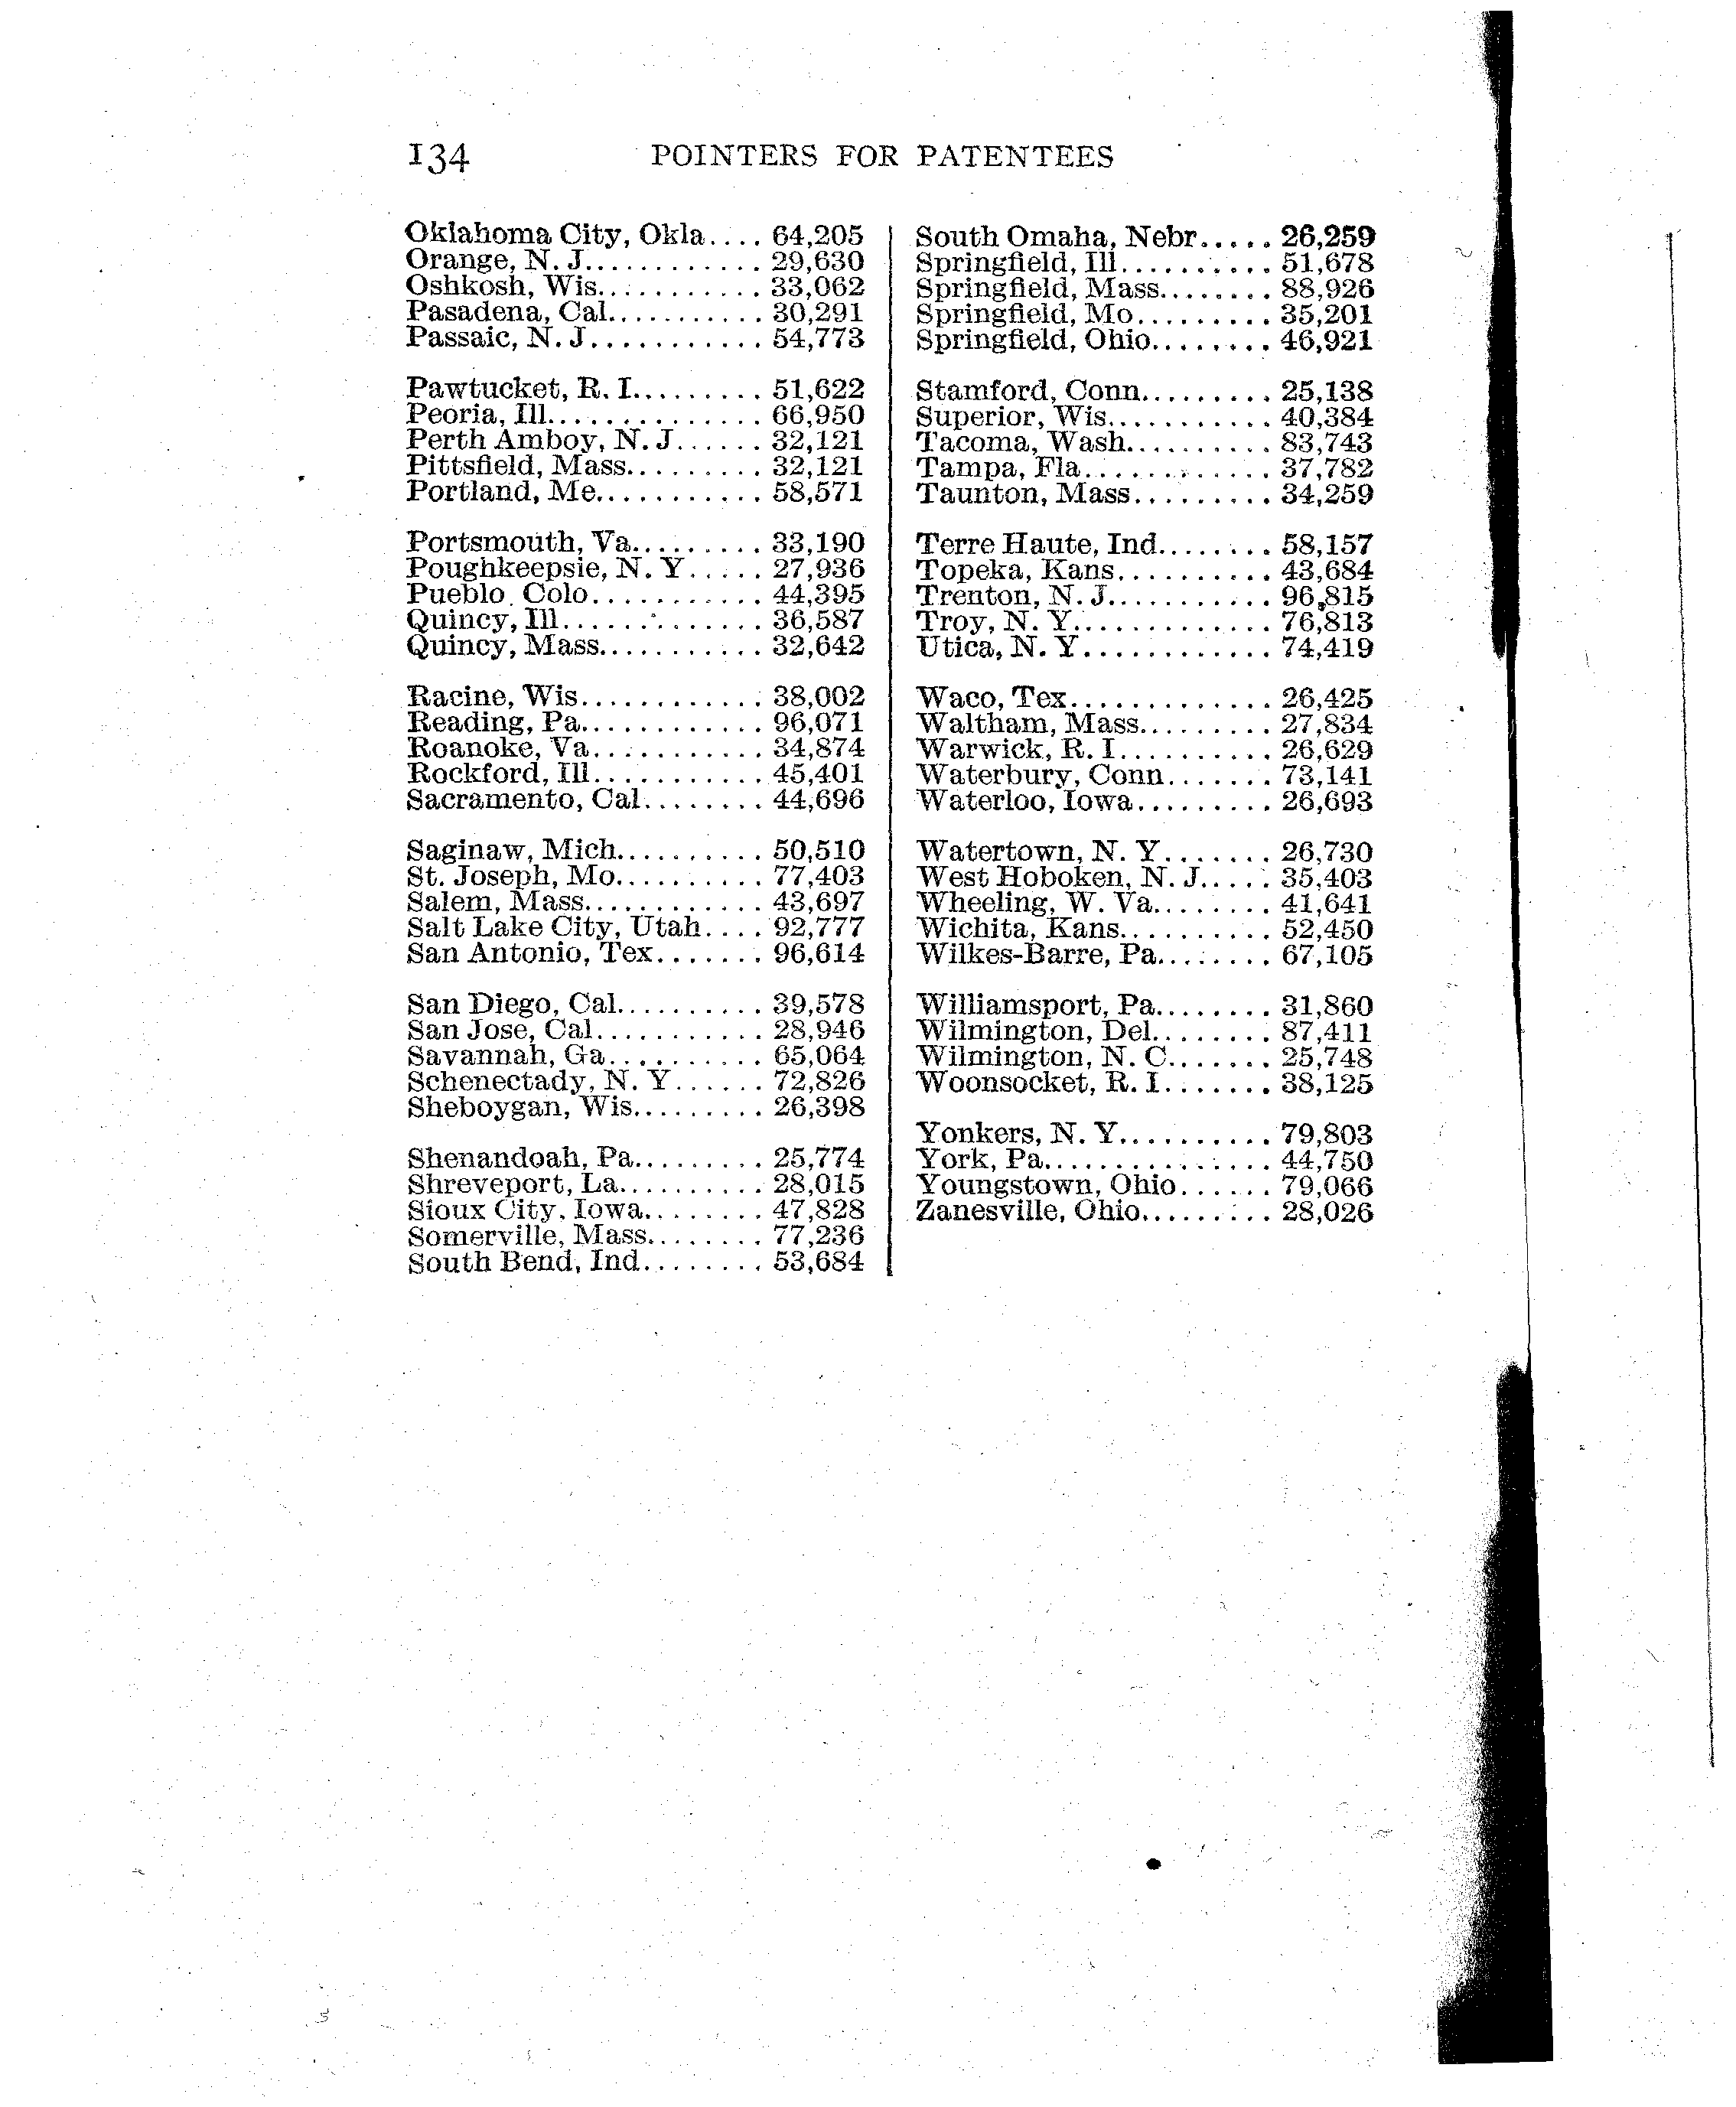 134 POINTERS FOR PATENTEES
Oklahoma City, Okla.... 64,205
Orange, N. J............. 29,630
Oshkosh, Wis............ 33,062
Pasadena, Cal........... 30,291
Passaic, N. J............ 54,773
Pawtucket, R. I......... 51,622
Peoria, Ill............... 66,950
Perth Amboy, N. J...... 32,121
Pittsfield, Mass.......... 32,121
Portland, Me............ 58,571
Portsmouth, Va.......... 33,190
Poughkeepsie, N. Y..... 27,936
Pueblo, Colo............ 44,395
Quincy, Ill.............. 36,587
Quincy, Mass............ 32,642
Racine, Wis............. 38,002
Reading, Pa............. 96,071
Roanoke, Va............ 34,874
Rockford, Ill............ 45,401
Sacramento, Cal........ 44,696
Saginaw, Mich.......... 50,510
St. Joseph, Mo........... 77,403
Salem, Mass............. 43,697
Salt Lake City, Utah.... 92,777
San Antonio, Tex....... 96,614
San Diego, Cal.......... 39,578
San Jose, Cal............ 28,946
Savannah, Ga........... 65,064
Schenectady, N. Y...... 72,826
Sheboygan, Wis......... 26,398
Shenandoah, Pa......... 25,774
Shreveport, La.......... 28,015
Sioux City, Iowa........ 47,828
Somerville, Mass........ 77,236
South Bend, Ind........ 53,684
South Omaha, Nebr..... 26,259
Springfield, Ill........... 51,678
Springfield, Mass........ 88,926
Springfield, Mo.......... 35,201
Springfield, Ohio........ 46,921
Stamford, Conn......... 25,138
Superior, Wis........... 40,384
Tacoma, Wash.......... 83,743
Tampa, Fla............. 37,782
Taunton, Mass.......... 34,259
Terre Haute, Ind........ 58,157
Topeka, Kans........... 43,684
Trenton, N. J............ 96,815
Troy, N. Y.............. 76,813
Utica, N. Y............. 74,419
Waco, Tex.............. 26,425
Waltham, Mass......... 27,834
Warwick, R. I........... 26,629
Waterbury, Conn....... 73,141
Waterloo, Iowa.......... 26,693
Watertown, N. Y....... 26,730
West Hoboken, N. J..... 35,403
Wheeling, W. Va........ 41,641
Wichita, Kans........... 52,450
Wilkes-Barre, Pa........ 67,105
Williamsport, Pa........ 31,860
Wilmington, Del........ 87,411
Wilmington, N. C....... 25,748
Woonsocket, R. I....... 38,125
Yonkers, N. Y........... 79,803
York, Pa................ 44,750
Youngstown, Ohio...... 79,066
Zanesville, Ohio......... 28,026